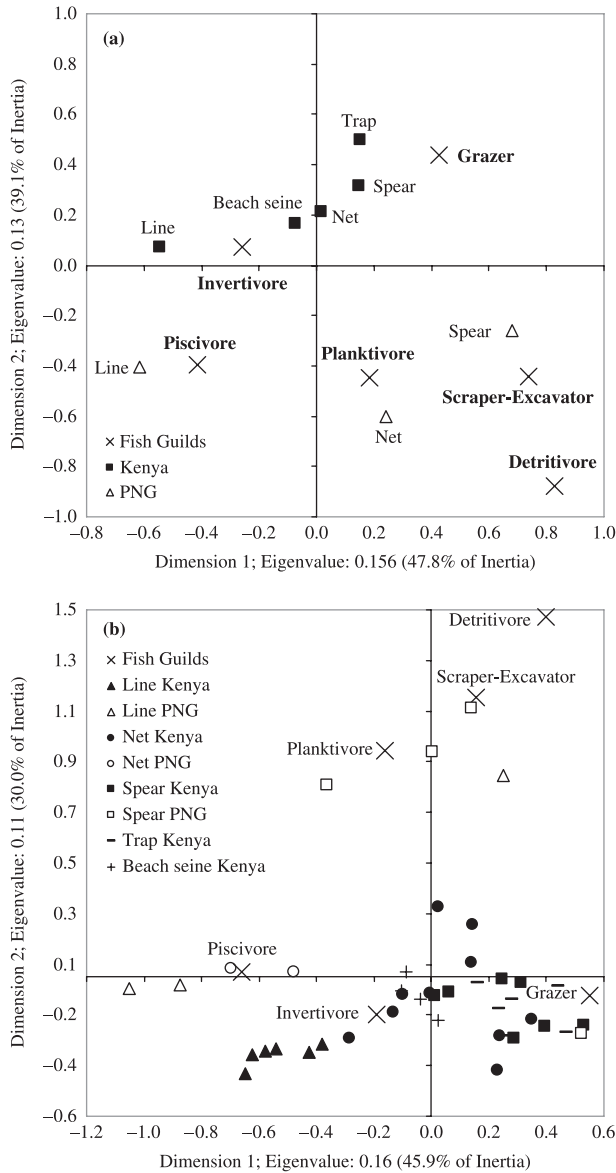 (a)
1.0
0.8
0.6
0.4
0.2
0.0
−0.2
−0.4
−0.6
−0.8
−1.0
Dimension 2; Eigenvalue: 0.13 (39.1% of Inertia)
Trap
Grazer
Spear
Beach seine
Net
Line
Invertivore
Piscivore
Planktivore
Spear
Line
Scraper-Excavator
Net
Detritivore
Fish Guilds
Kenya
PNG
−0.8 −0.6 −0.4 −0.2 0.0 0.2 0.4 0.6 0.8 1.0
Dimension 1; Eigenvalue: 0.156 (47.8% of Inertia)
(b)
1.5
1.3
1.1
0.9
0.7
0.5
0.3
0.1
−0.2
−0.4
−0.6
Dimension 2; Eigenvalue: 0.11 (30.0% of Inertia)
Fish Guilds
Line Kenya
Line PNG
Net Kenya
Net PNG
Spear Kenya
Spear PNG
Trap Kenya
Beach seine Kenya
Detritivore
Scraper-Excavator
Planktivore
Piscivore
Grazer
Invertivore
−1.2 −1.0 −0.8 −0.6 −0.4 −0.2 0.0 0.2 0.4 0.6
Dimension 1; Eigenvalue: 0.16 (45.9% of Inertia)